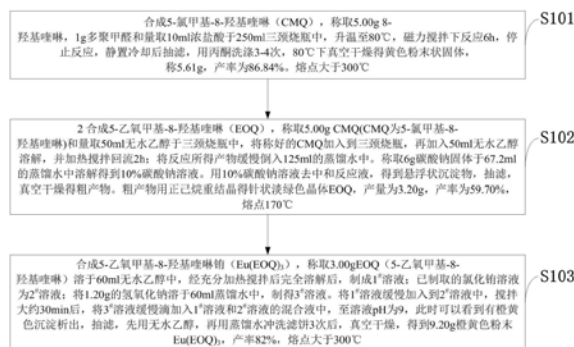 合成5-氯甲基-8-羟基喹啉（CMQ），称取5.00g 8-
羟基喹啉，1g多聚甲醛和量取10ml浓盐酸于250ml三颈烧瓶中，升温至80℃，磁力搅拌下反应6h，停
止反应，静置冷却后抽滤，用丙酮洗涤3-4次，80℃下真空干燥得黄色粉末状固体，
称5.61g，产率为86.84%。熔点大于300℃
S101
2 合成5-乙氧甲基-8-羟基喹啉（EOQ），称取5.00g CMQ(CMQ为5-氯甲基-8-
羟基喹啉)和量取50ml无水乙醇于三颈烧瓶中，将称好的CMQ加入到三颈烧瓶，再加入50ml无水乙醇
溶解，并加热搅拌回流2h；将反应所得产物缓慢倒入125ml的蒸馏水中。称取6g碳酸钠固体于67.2ml
的蒸馏水中溶解得到10%碳酸钠溶液。用10%碳酸钠溶液去中和反应液，得到悬浮状沉淀物，抽滤，
真空干燥得粗产物。粗产物用正己烷重结晶得针状淡绿色晶体EOQ，产量为3.20g，产率为59.70%，
熔点170℃
S102
合成5-乙氧甲基-8-羟基喹啉铕（Eu(EOQ)₃），称取3.00gEOQ（5-乙氧甲基-8-
羟基喹啉）溶于60ml无水乙醇中，经充分加热搅拌后完全溶解后，制成1#溶液；已制取的氯化铕溶液
为2#溶液；将1.20g的氢氧化钠溶于60ml蒸馏水中，制得3#溶液。将1#溶液缓慢加入到2#溶液中，搅拌
大约30min后，将3#溶液缓慢滴加入1#溶液和2#溶液的混合液中，至溶液pH为9，此时可以看到有橙黄
色沉淀析出，抽滤，先用无水乙醇，再用蒸馏水冲洗滤饼3次后，真空干燥，得到9.20g橙黄色粉末
Eu(EOQ)₃，产率82%，熔点大于300℃
S103